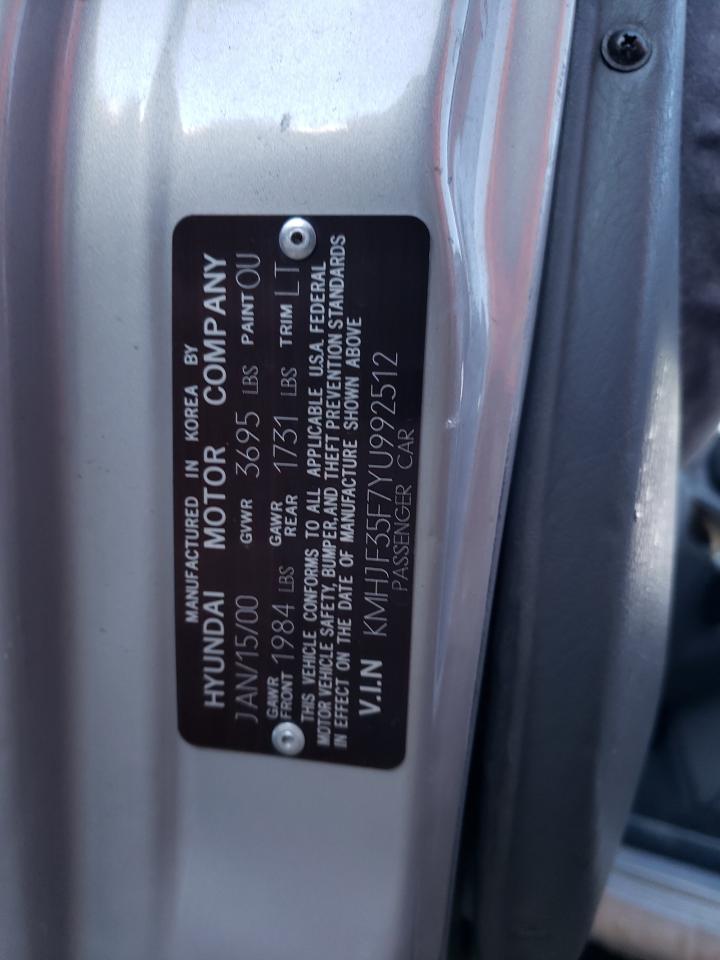 MANUFACTURED IN KOREA BY
HYUNDAI MOTOR COMPANY
JAN/15/00 GVWR 3695 LBS PAINT OU
GAWR FRONT 1984 LBS GAWR REAR 1731 LBS TRIM LT
THIS VEHICLE CONFORMS TO ALL APPLICABLE U.S.A. FEDERAL
MOTOR VEHICLE SAFETY, BUMPER, AND THEFT PREVENTION STANDARDS
IN EFFECT ON THE DATE OF MANUFACTURE SHOWN ABOVE
V.I.N KMHJF35F7YU992512
PASSENGER CAR